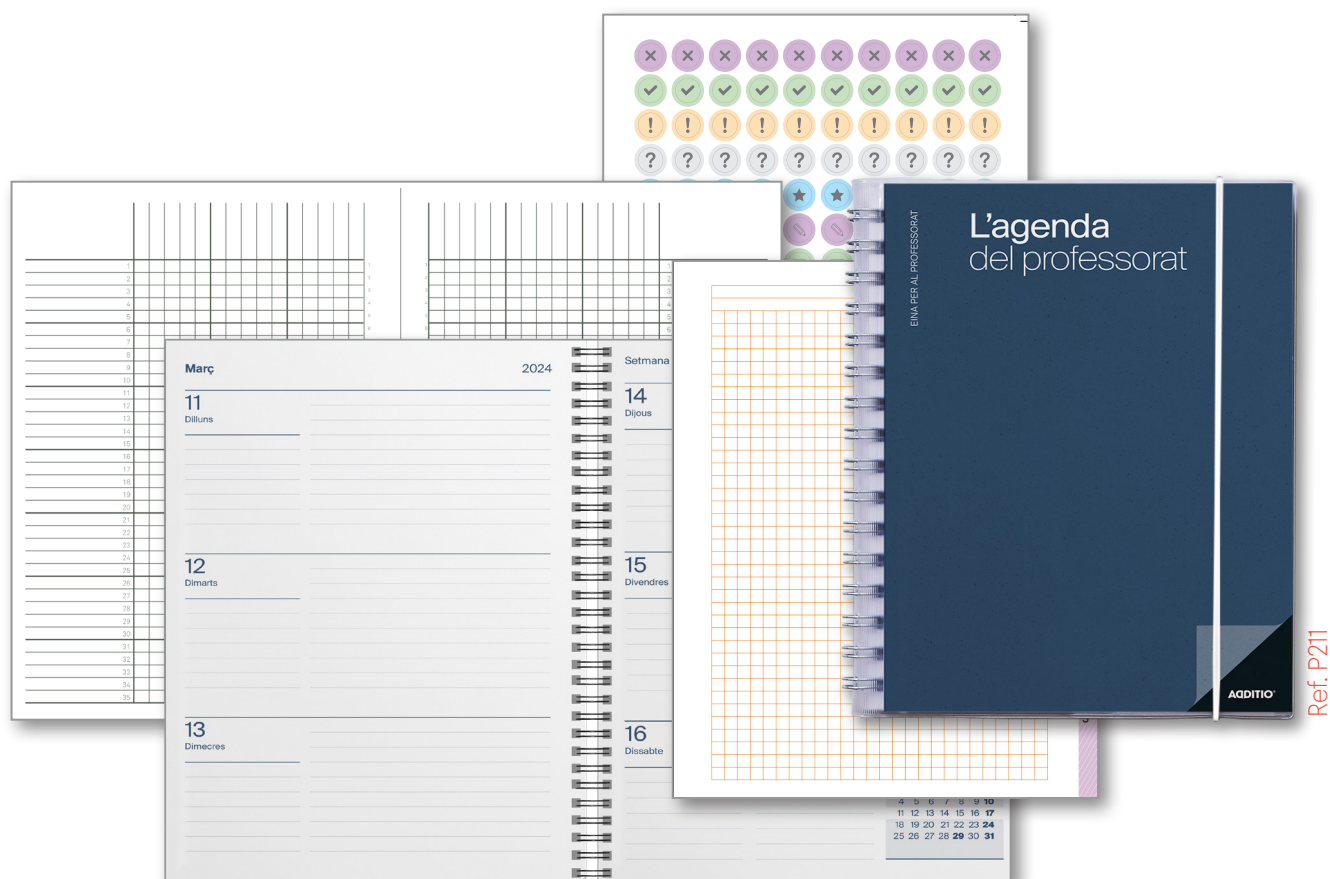 L'agenda
del professorat
EINA PER AL PROFESSORAT
ADDITIO
Ref. P211
1
2
3
4
5
6
7
8
9
10
11
12
13
14
15
16
17
18
19
20
21
22
23
24
25
26
27
28
29
30
31
32
33
34
35
Març 2024
11
Dilluns
12
Dimarts
13
Dimecres
Setmana
14
Dijous
15
Divendres
16
Dissabte
4 5 6 7 8 9 10
11 12 13 14 15 16 17
18 19 20 21 22 23 24
25 26 27 28 29 30 31